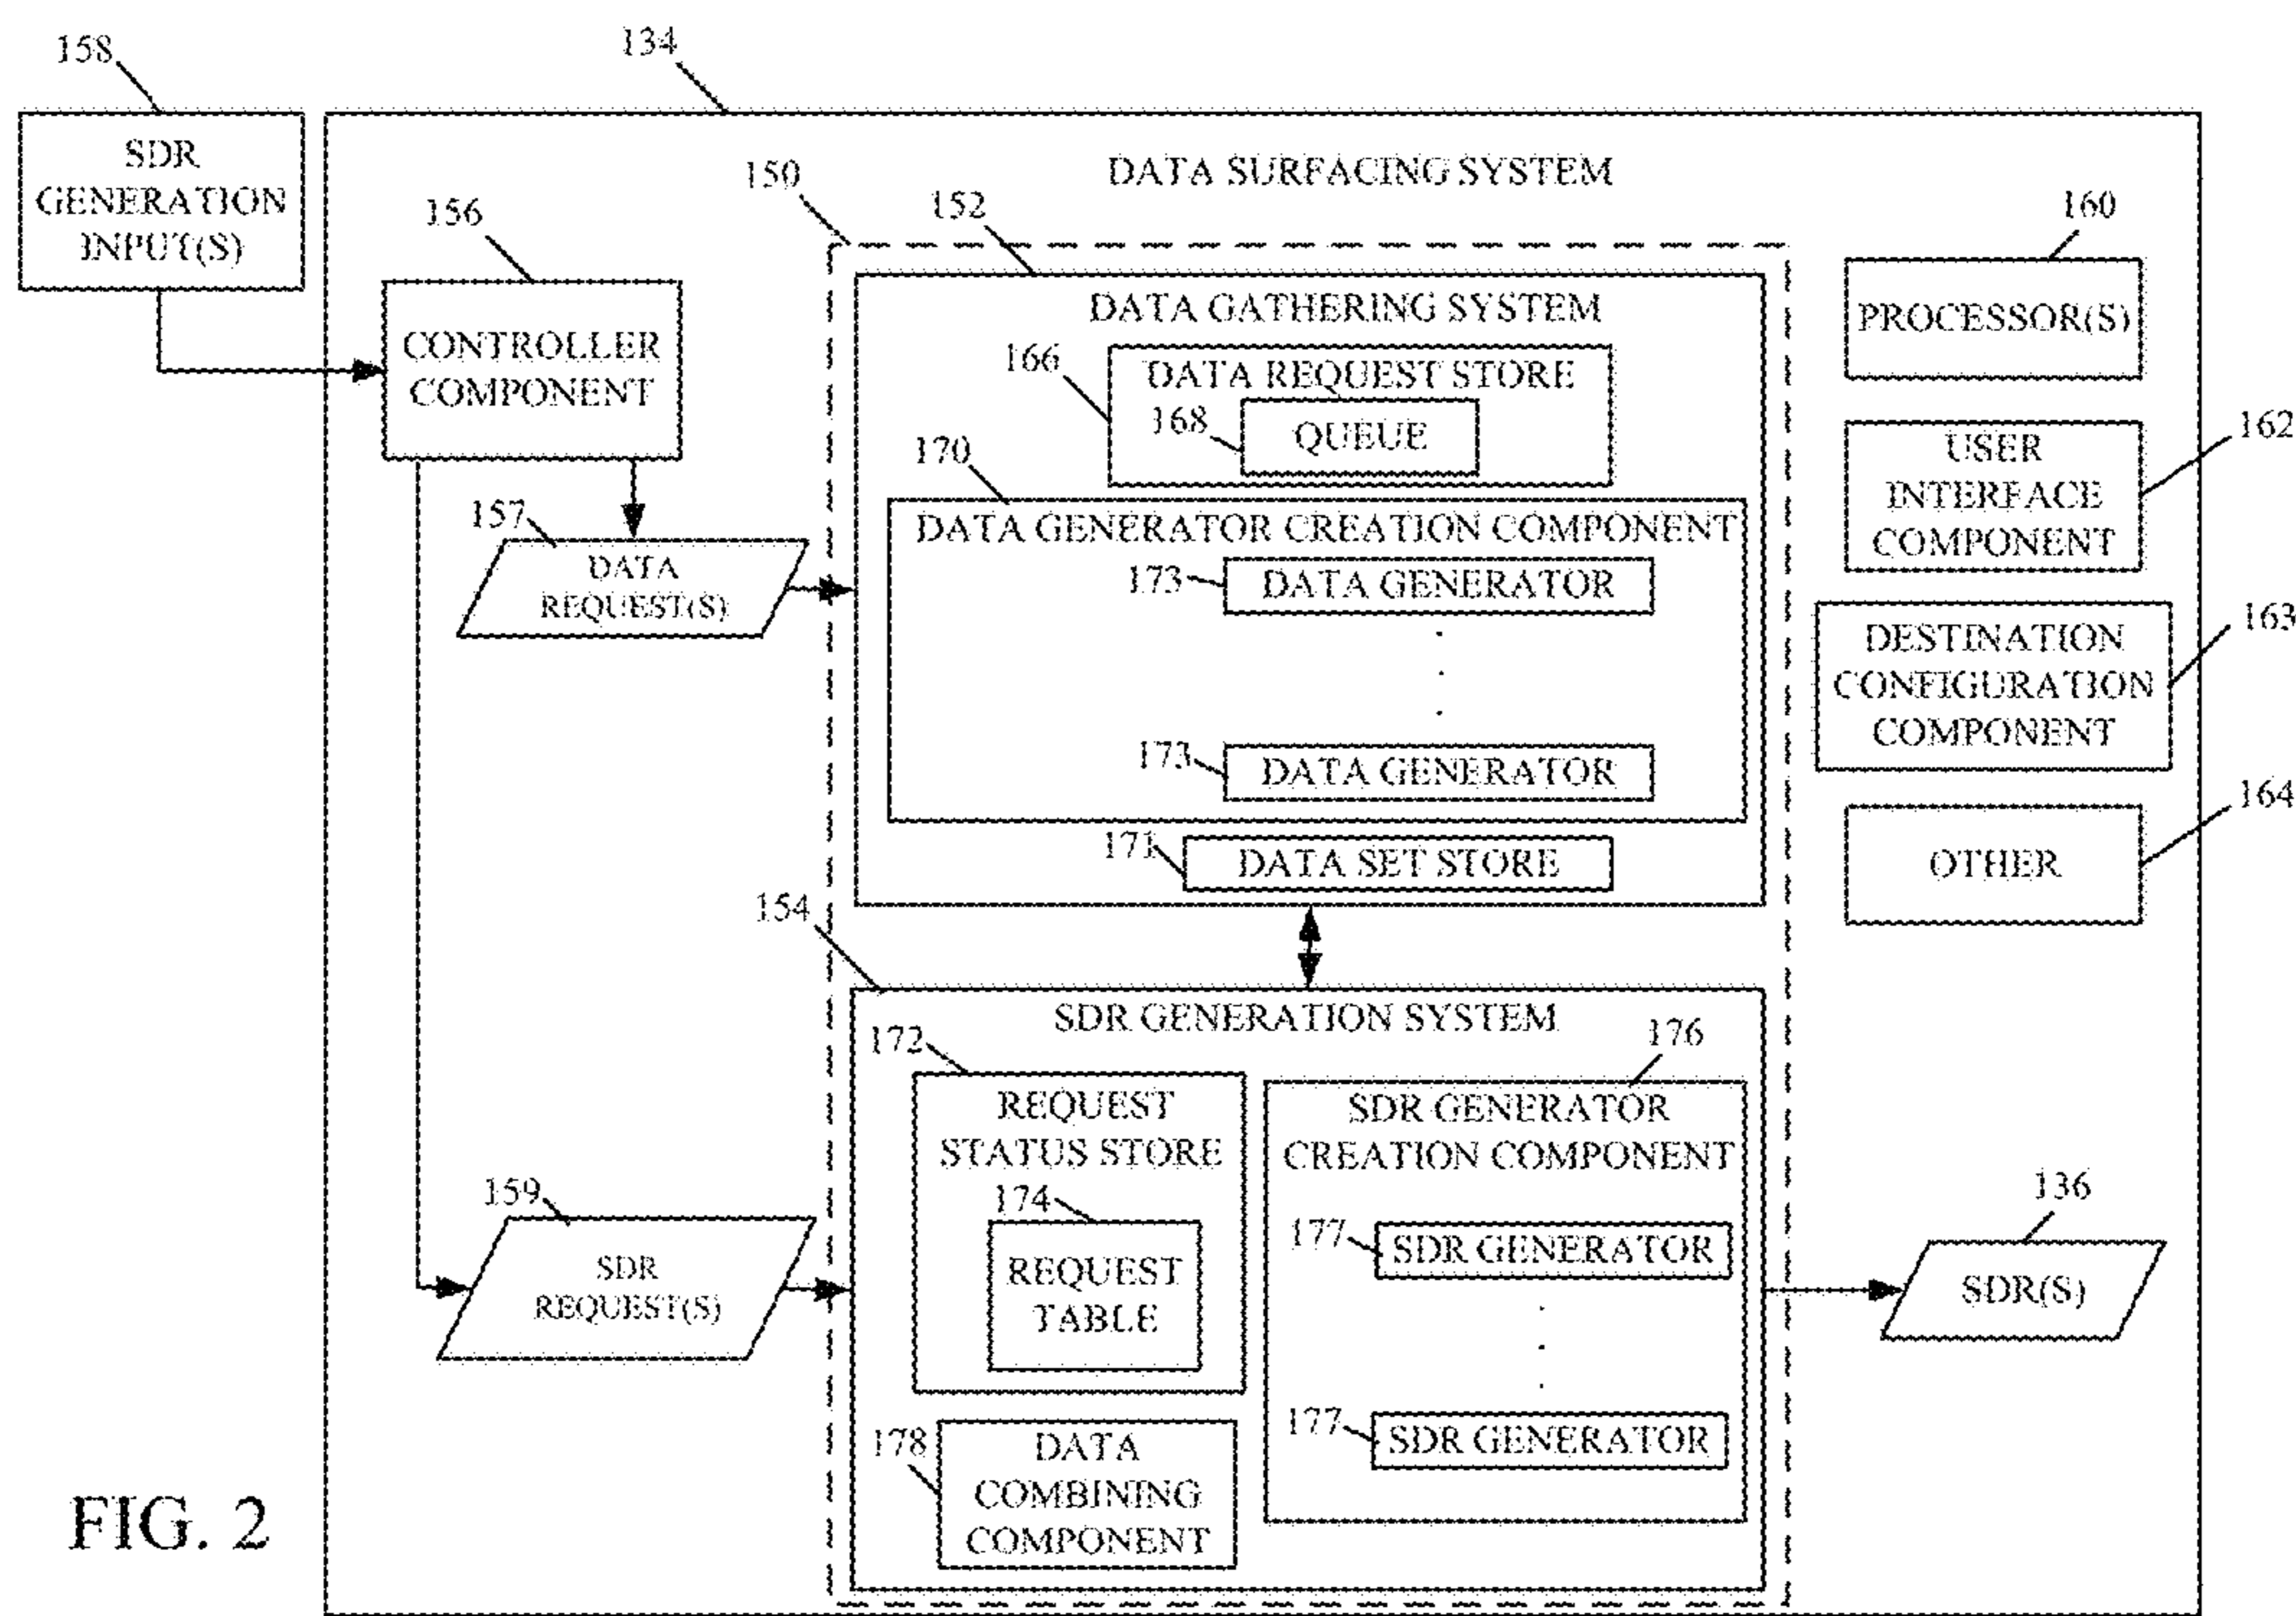 158
134
SDR
GENERATION
INPUT(S)
DATA SURFACING SYSTEM
150
152
156
160
CONTROLLER
COMPONENT
DATA GATHERING SYSTEM
PROCESSOR(S)
166
DATA REQUEST STORE
168
QUEUE
162
USER
INTERFACE
COMPONENT
170
DATA GENERATOR CREATION COMPONENT
157
DATA
REQUEST(S)
173
DATA GENERATOR
.
.
.
163
DESTINATION
CONFIGURATION
COMPONENT
173
DATA GENERATOR
164
OTHER
171
DATA SET STORE
154
SDR GENERATION SYSTEM
172
176
REQUEST
STATUS STORE
SDR GENERATOR
CREATION COMPONENT
159
SDR
REQUEST(S)
174
REQUEST
TABLE
177
SDR GENERATOR
.
.
.
177
SDR GENERATOR
136
SDR(S)
178
DATA
COMBINING
COMPONENT
FIG. 2